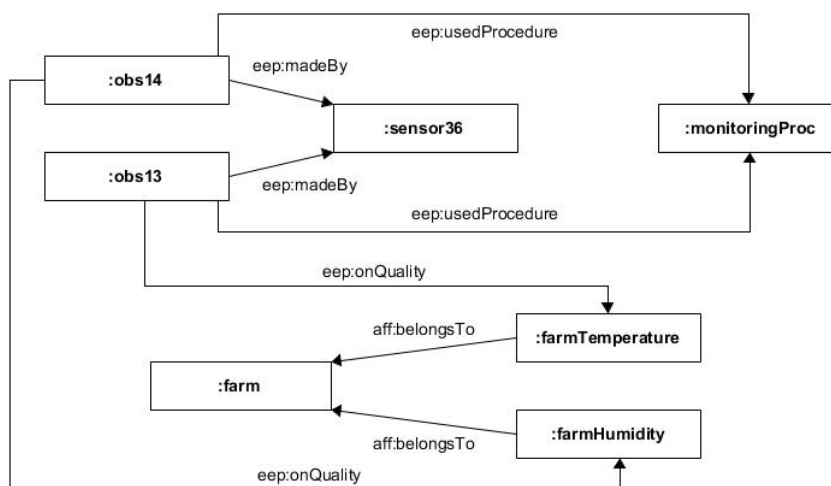 eep:usedProcedure
:obs14
eep:madeBy
:sensor36
:monitoringProc
:obs13
eep:madeBy
eep:usedProcedure
eep:onQuality
aff:belongsTo
:farmTemperature
:farm
:farmHumidity
aff:belongsTo
eep:onQuality